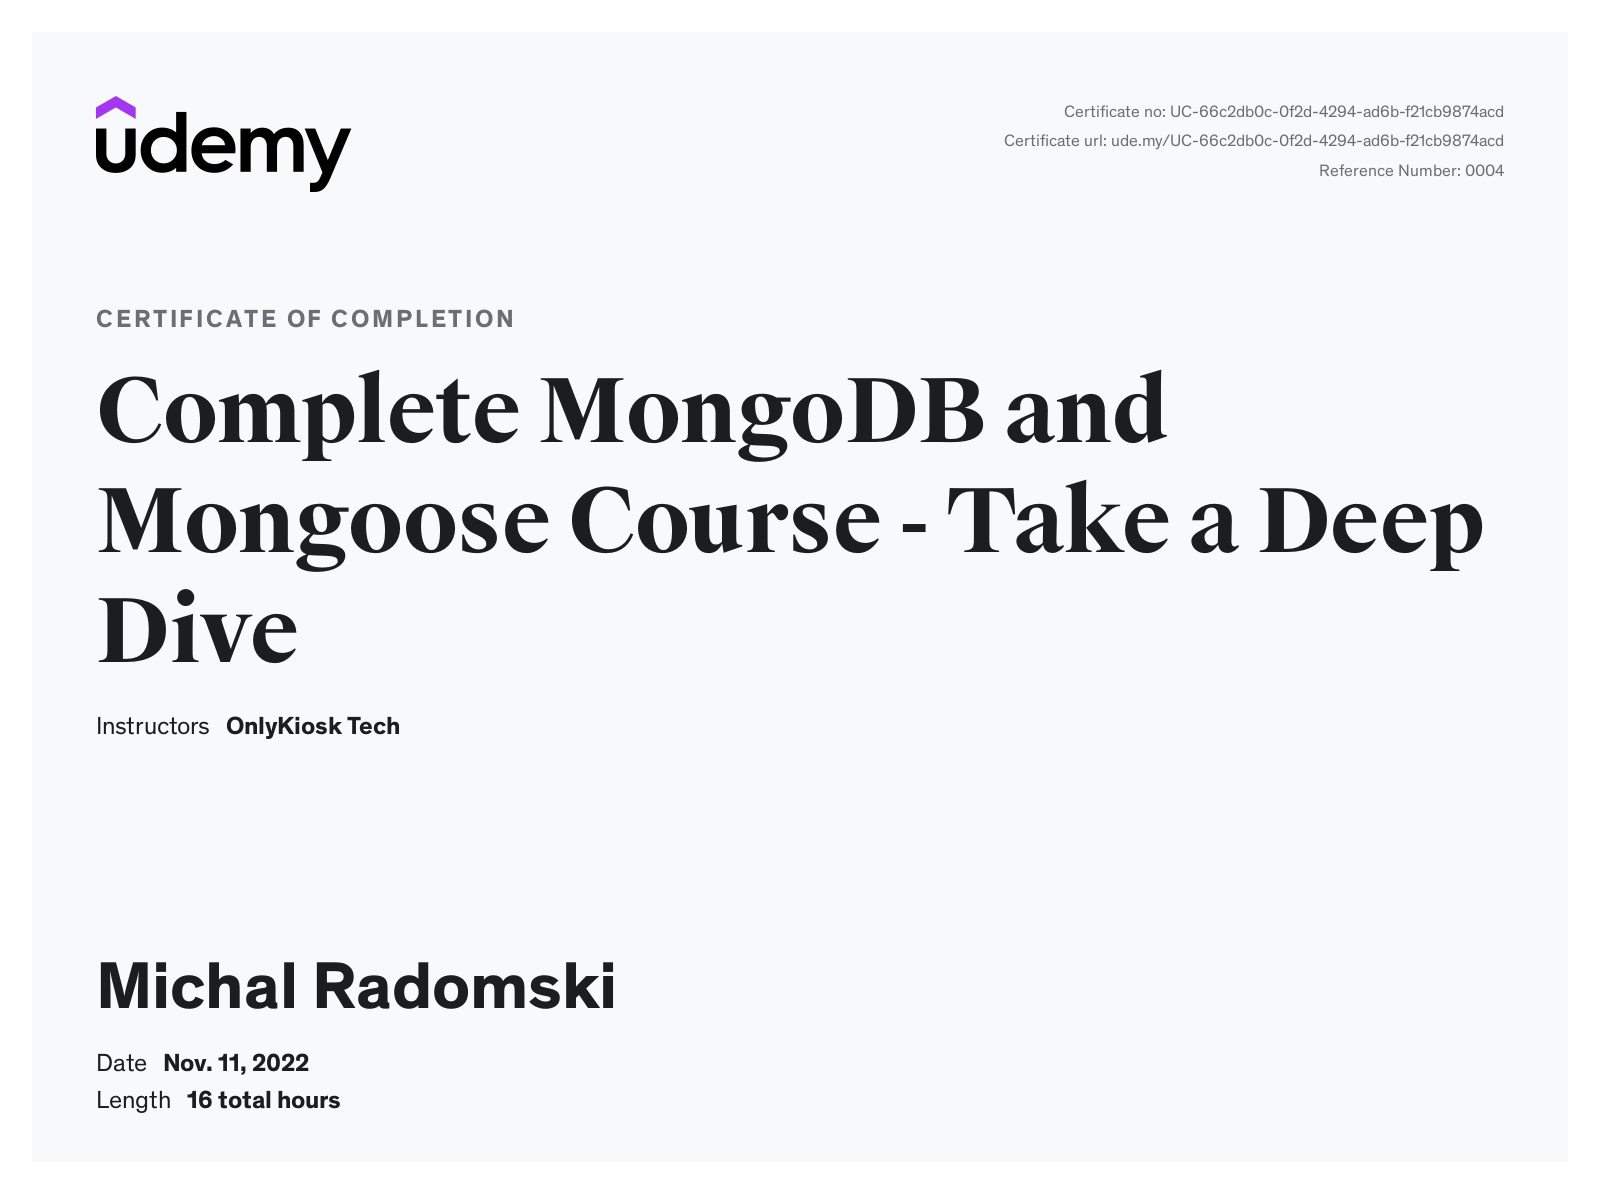 udemy
Certificate no: UC-66c2db0c-0f2d-4294-ad6b-f21cb9874acd
Certificate url: ude.my/UC-66c2db0c-0f2d-4294-ad6b-f21cb9874acd
Reference Number: 0004
CERTIFICATE OF COMPLETION
Complete MongoDB and
Mongoose Course - Take a Deep
Dive
Instructors OnlyKiosk Tech
Michal Radomski
Date Nov. 11, 2022
Length 16 total hours